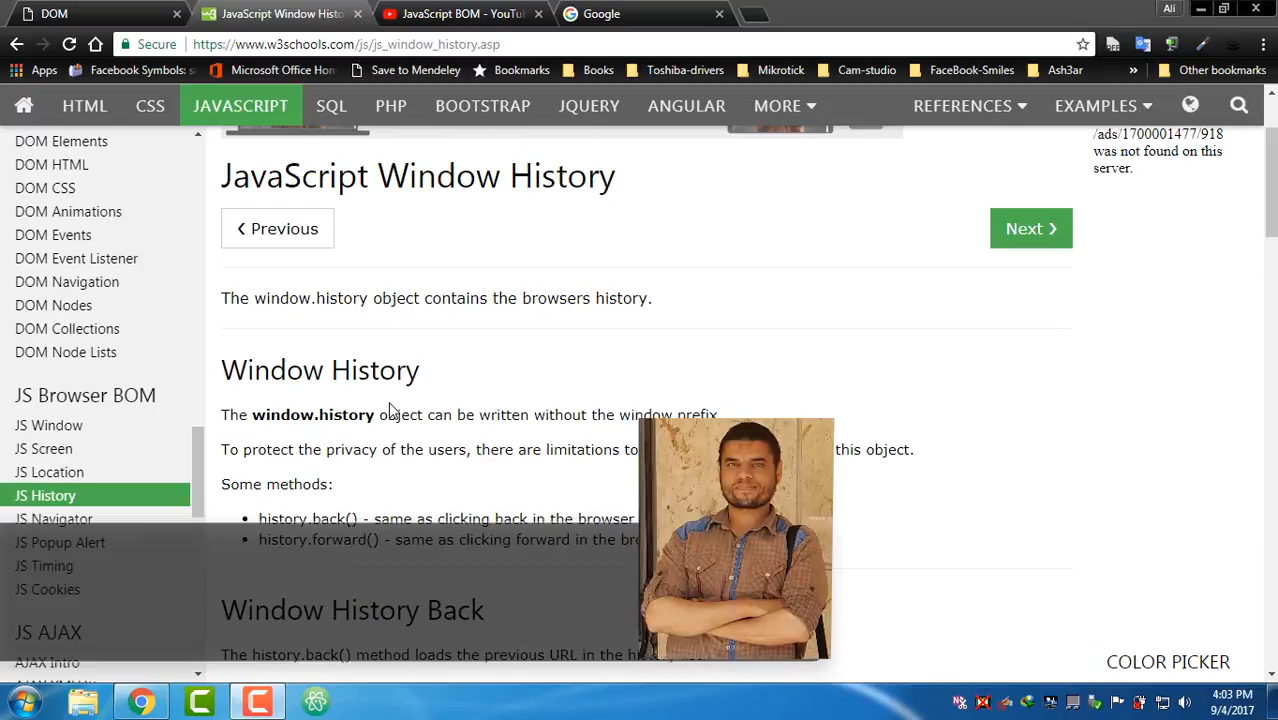 DOM
JavaScript Window Histo
JavaScript BOM - YouTu
Google
Ali
Secure
https://www.w3schools.com/js/js_window_history.asp
Apps
Facebook Symbols: s
Microsoft Office Hom
Save to Mendeley
Bookmarks
Books
Toshiba-drivers
Mikrotick
Cam-studio
FaceBook-Smiles
Ash3ar
Other bookmarks
HTML
CSS
JAVASCRIPT
SQL
PHP
BOOTSTRAP
JQUERY
ANGULAR
MORE
REFERENCES
EXAMPLES
DOM Elements
DOM HTML
DOM CSS
DOM Animations
DOM Events
DOM Event Listener
DOM Navigation
DOM Nodes
DOM Collections
DOM Node Lists
JS Browser BOM
JS Window
JS Screen
JS Location
JS History
JS Navigator
JS Popup Alert
JS Timing
JS Cookies
JS AJAX
AJAX Intro
JavaScript Window History
❮ Previous
Next ❯
The window.history object contains the browsers history.
Window History
The window.history object can be written without the window prefix.
To protect the privacy of the users, there are limitations to this object.
Some methods:
• history.back() - same as clicking back in the browser
• history.forward() - same as clicking forward in the bro
Window History Back
The history.back() method loads the previous URL in the history list.
/ads/1700001477/918
was not found on this
server.
COLOR PICKER
4:03 PM
9/4/2017